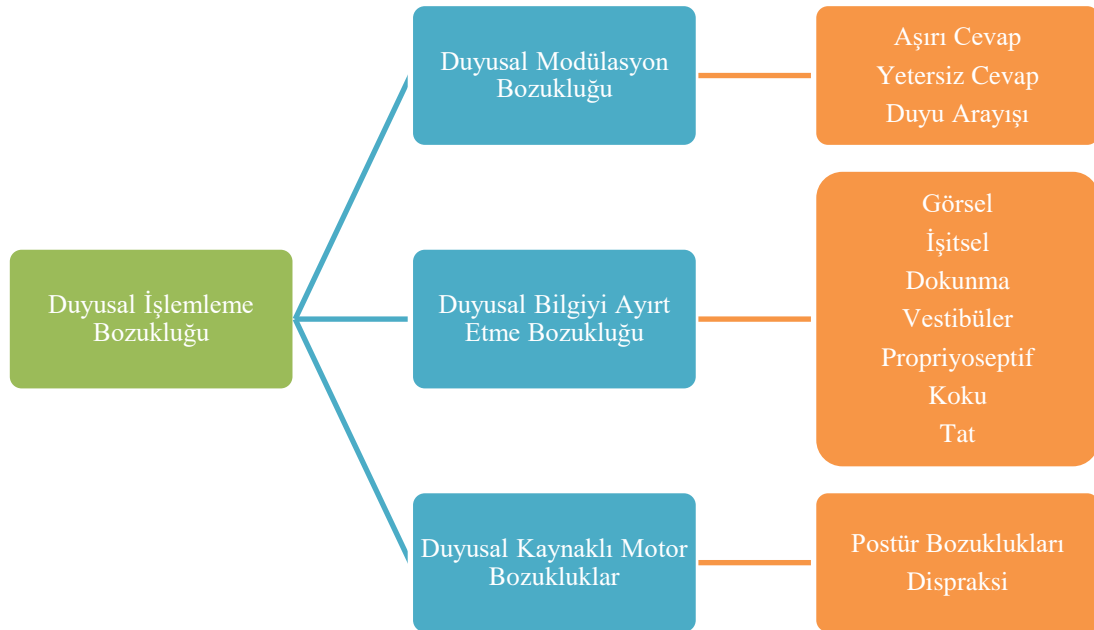 Duyusal İşlemleme
Bozukluğu
Duyusal Modülasyon
Bozukluğu
Aşırı Cevap
Yetersiz Cevap
Duyu Arayışı
Duyusal Bilgiyi Ayırt
Etme Bozukluğu
Görsel
İşitsel
Dokunma
Vestibüler
Propriyoseptif
Koku
Tat
Duyusal Kaynaklı Motor
Bozukluklar
Postür Bozuklukları
Dispraksi